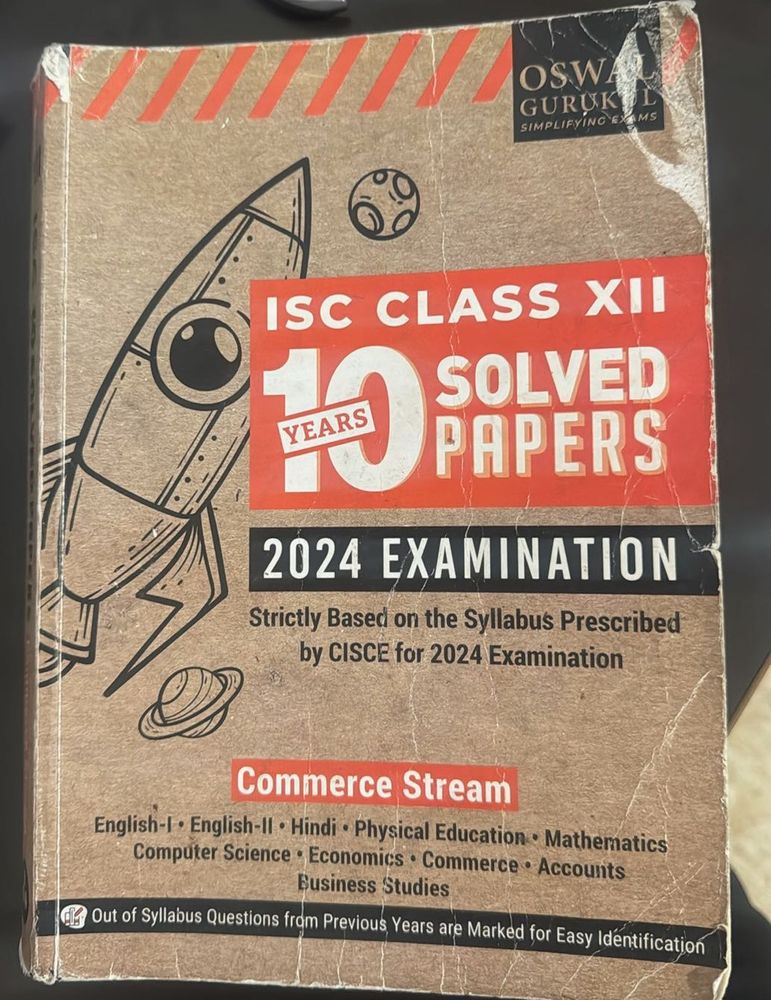 OSWAL
GURUKUL
SIMPLIFYING EXAMS
ISC CLASS XII
10 YEARS
SOLVED
PAPERS
2024 EXAMINATION
Strictly Based on the Syllabus Prescribed
by CISCE for 2024 Examination
Commerce Stream
English-I • English-II • Hindi • Physical Education • Mathematics
Computer Science • Economics • Commerce • Accounts
Business Studies
Out of Syllabus Questions from Previous Years are Marked for Easy Identification